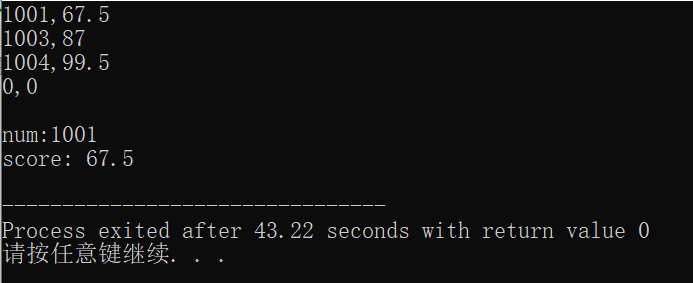 1001,67.5
1003,87
1004,99.5
0,0
num:1001
score: 67.5
--------------------------------
Process exited after 43.22 seconds with return value 0
请按任意键继续. . .